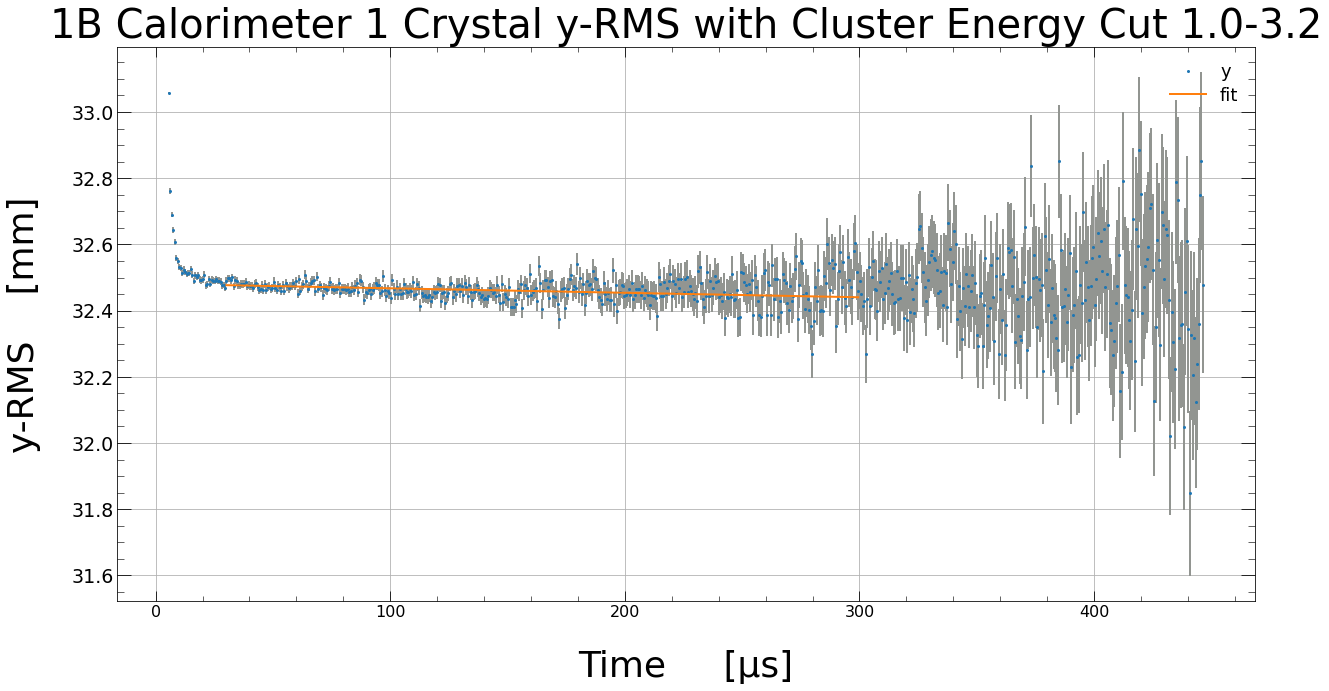 1B Calorimeter 1 Crystal y-RMS with Cluster Energy Cut 1.0-3.2
y
fit
33.0
32.8
32.6
32.4
32.2
32.0
31.8
31.6
y-RMS [mm]
0 100 200 300 400
Time [μs]